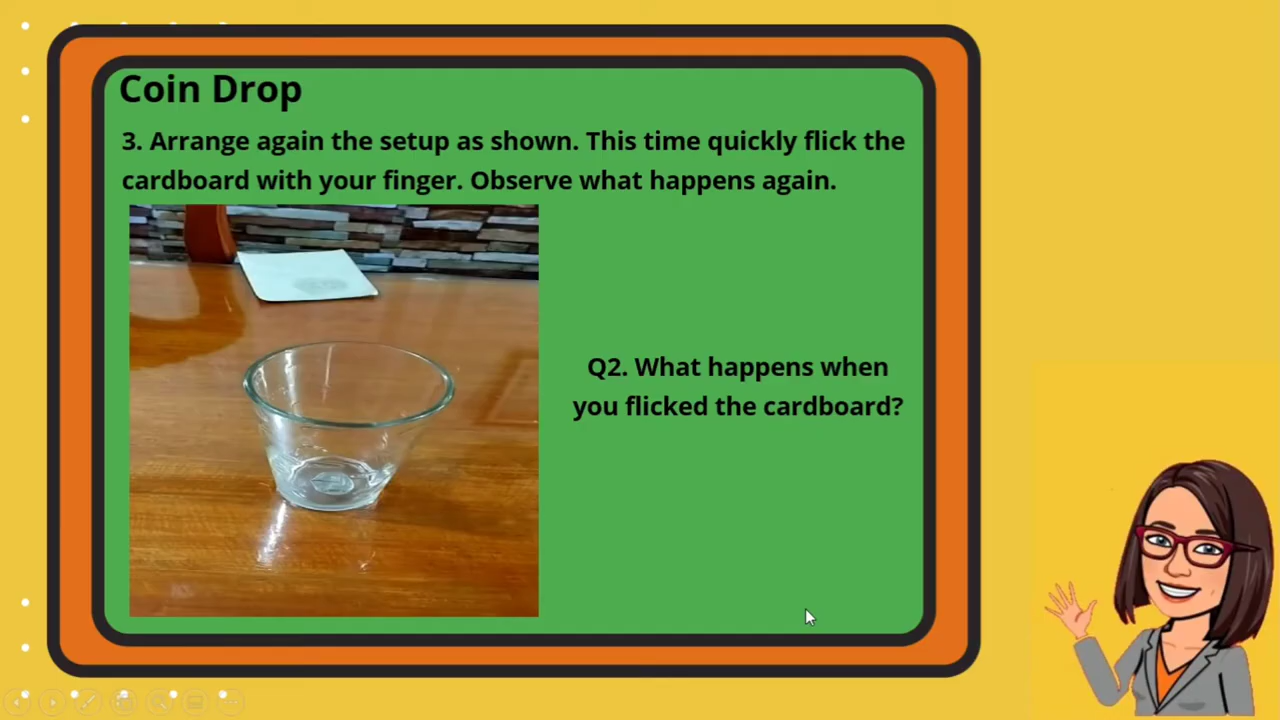 Coin Drop
3. Arrange again the setup as shown. This time quickly flick the
cardboard with your finger. Observe what happens again.
Q2. What happens when
you flicked the cardboard?